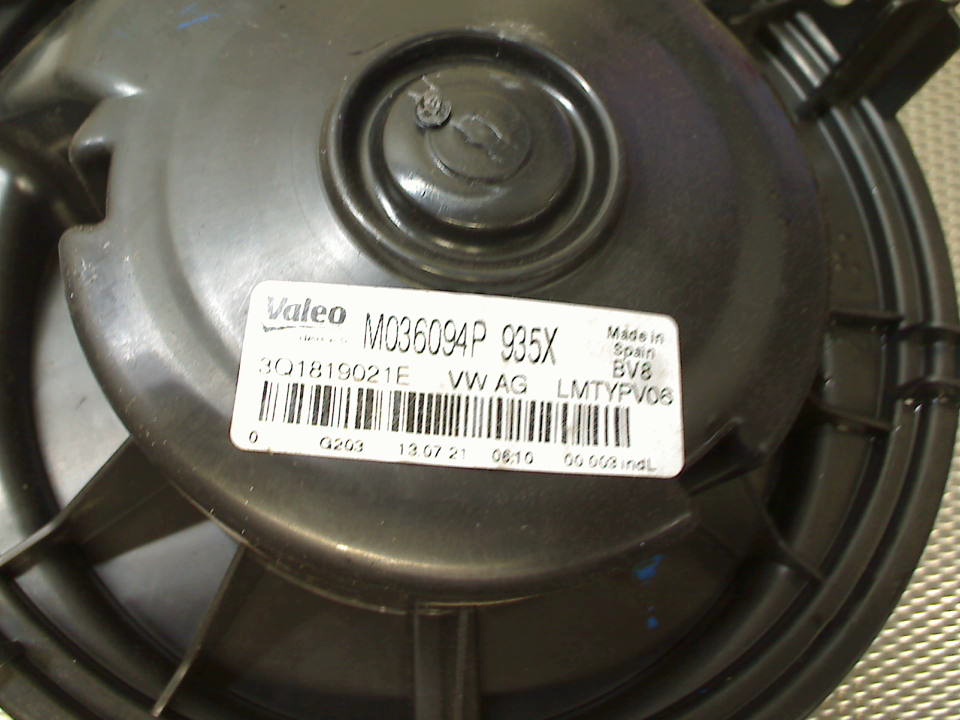 Valeo
M036094P 935X
Made in
Spain
BV8
3Q1819021E VW AG LMTYPV06
0 Q203 13.07 21 06:10 00 003 indL